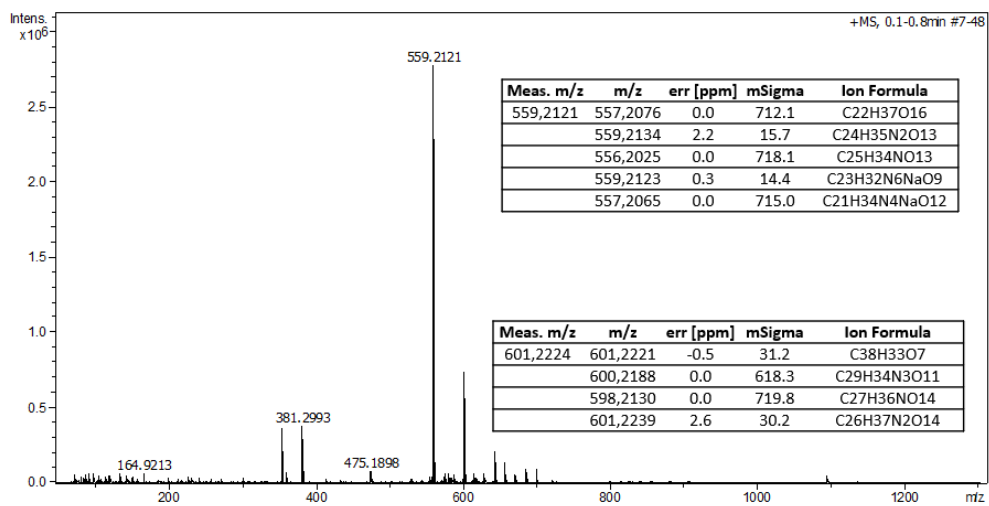 Intens.
x10⁶
+MS, 0.1-0.8min #7-48
559.2121
2.5
2.0
1.5
1.0
0.5
0.0
381.2993
164.9213
475.1898
200
400
600
800
1000
1200
m/z
Meas. m/z m/z err [ppm] mSigma Ion Formula
559,2121 557,2076 0.0 712.1 C22H37O16
559,2134 2.2 15.7 C24H35N2O13
556,2025 0.0 718.1 C25H34NO13
559,2123 0.3 14.4 C23H32N6NaO9
557,2065 0.0 715.0 C21H34N4NaO12
Meas. m/z m/z err [ppm] mSigma Ion Formula
601,2224 601,2221 -0.5 31.2 C38H33O7
600,2188 0.0 618.3 C29H34N3O11
598,2130 0.0 719.8 C27H36NO14
601,2239 2.6 30.2 C26H37N2O14